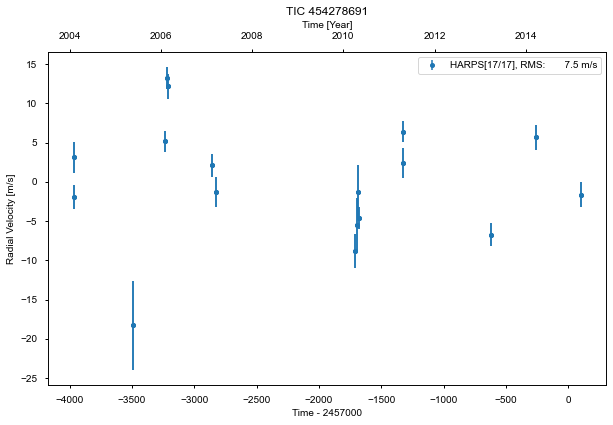 TIC 454278691
Time [Year]
2004 2006 2008 2010 2012 2014
HARPS[17/17], RMS: 7.5 m/s
Radial Velocity [m/s]
15
10
5
0
−5
−10
−15
−20
−25
−4000 −3500 −3000 −2500 −2000 −1500 −1000 −500 0
Time - 2457000